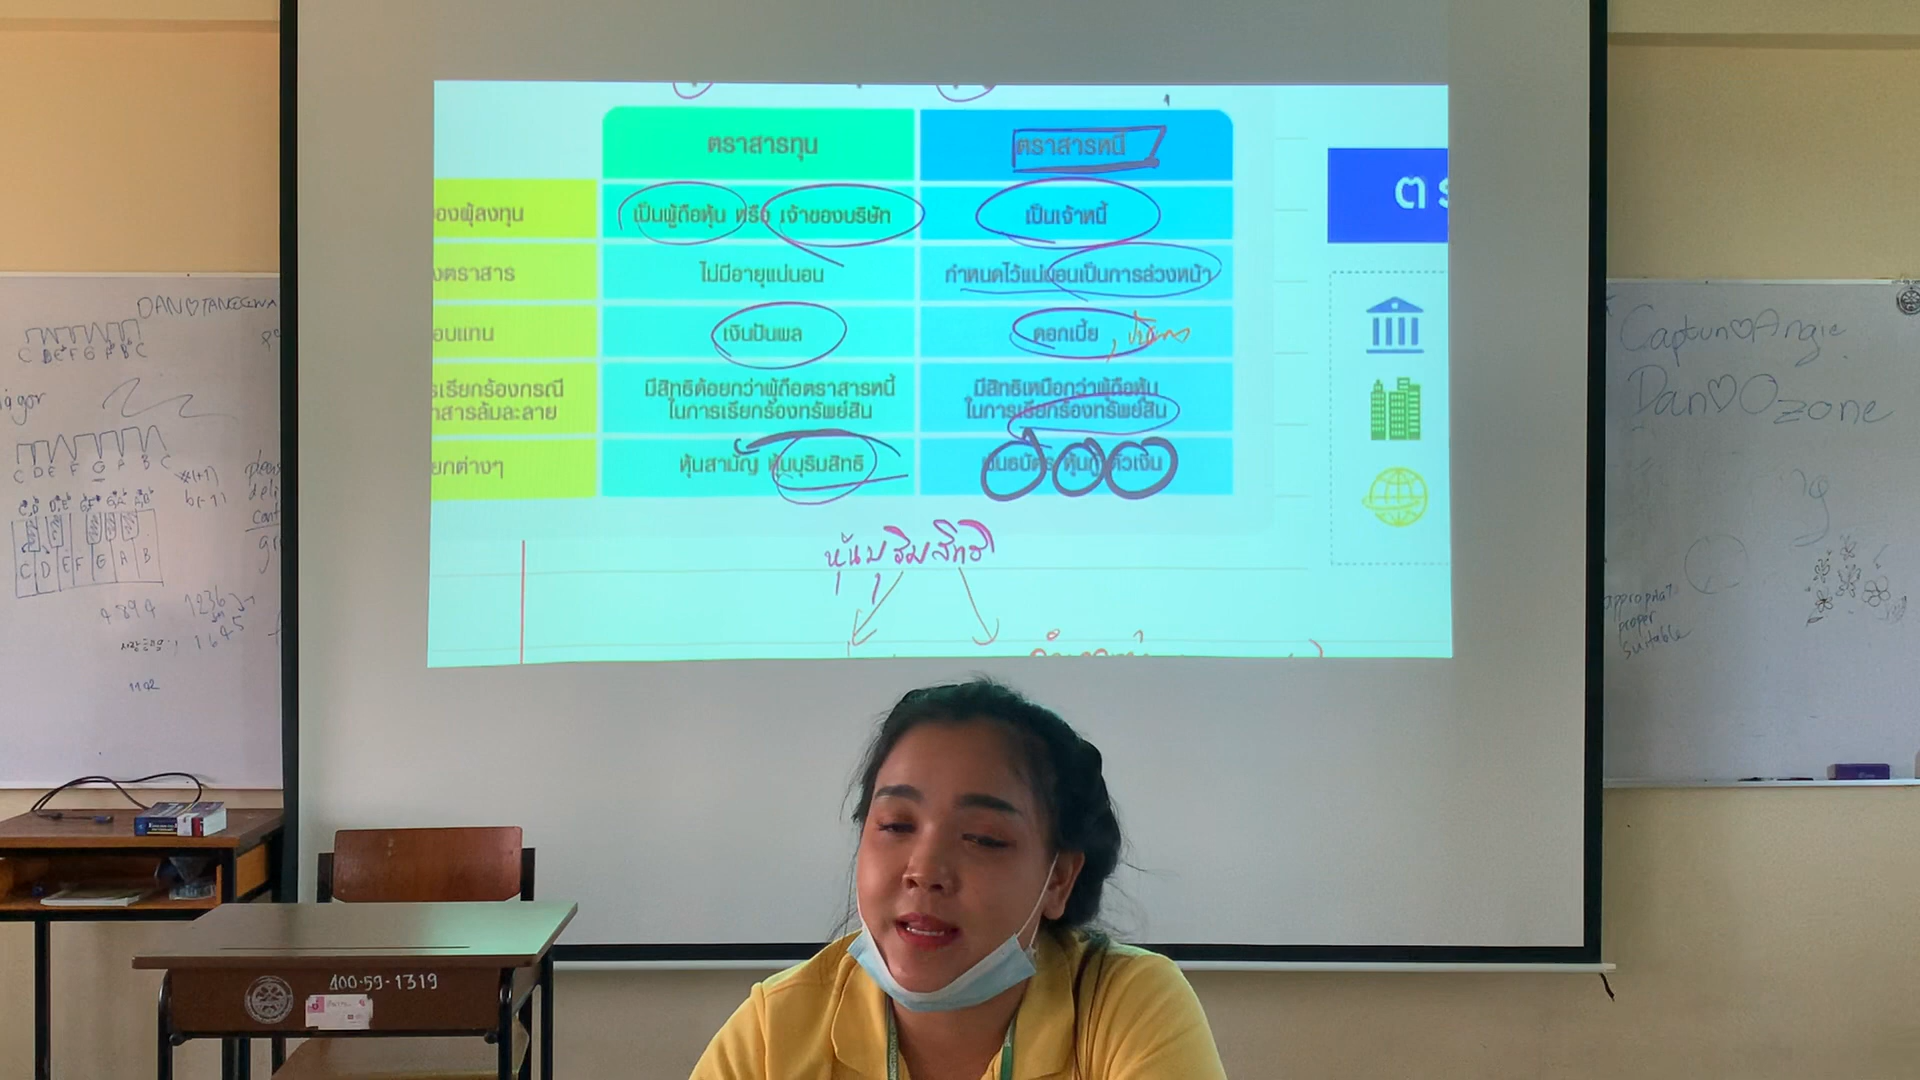 ตราสารทุน
ตราสารหนี้
องผู้ลงทุน
เป็นผู้ถือหุ้น หรือ เจ้าของบริษัท
เป็นเจ้าหนี้
งตราสาร
ไม่มีอายุแน่นอน
กำหนดไว้แน่นอนเป็นการล่วงหน้า
อบแทน
เงินปันผล
ดอกเบี้ย
รเรียกร้องกรณี
าสารล้มละลาย
มีสิทธิด้อยกว่าผู้ถือตราสารหนี้
ในการเรียกร้องทรัพย์สิน
มีสิทธิเหนือกว่าผู้ถือหุ้น
ในการเรียกร้องทรัพย์สิน
ยกต่างๆ
หุ้นสามัญ หุ้นบุริมสิทธิ
พันธบัตร หุ้นกู้ ตั๋วเงิน
หุ้นบุริมสิทธิ
ต
DAN♡TANGGWA
C D E F G A B C
C D E F G A B C
C D E F G A B
4894
1236
1645
1102
Captun♡Angie
Dan♡Ozone
proper
suitable
400-59-1319